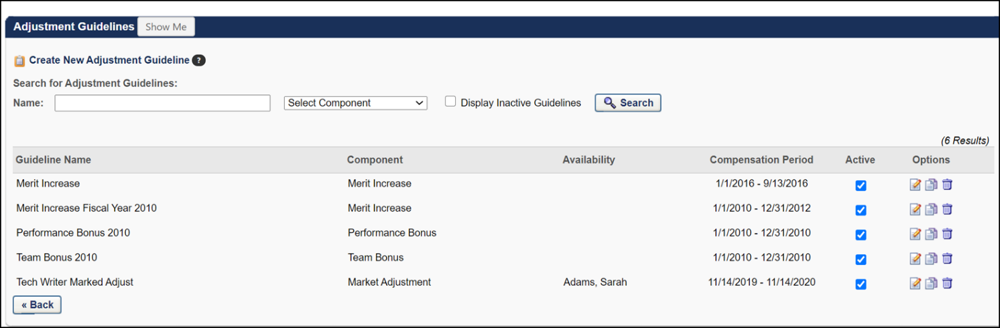 Adjustment Guidelines Show Me
Create New Adjustment Guideline ?
Search for Adjustment Guidelines:
Name: Select Component Display Inactive Guidelines Search
(6 Results)
Guideline Name Component Availability Compensation Period Active Options
Merit Increase Merit Increase 1/1/2016 - 9/13/2016
Merit Increase Fiscal Year 2010 Merit Increase 1/1/2010 - 12/31/2012
Performance Bonus 2010 Performance Bonus 1/1/2010 - 12/31/2010
Team Bonus 2010 Team Bonus 1/1/2010 - 12/31/2010
Tech Writer Marked Adjust Market Adjustment Adams, Sarah 11/14/2019 - 11/14/2020
« Back